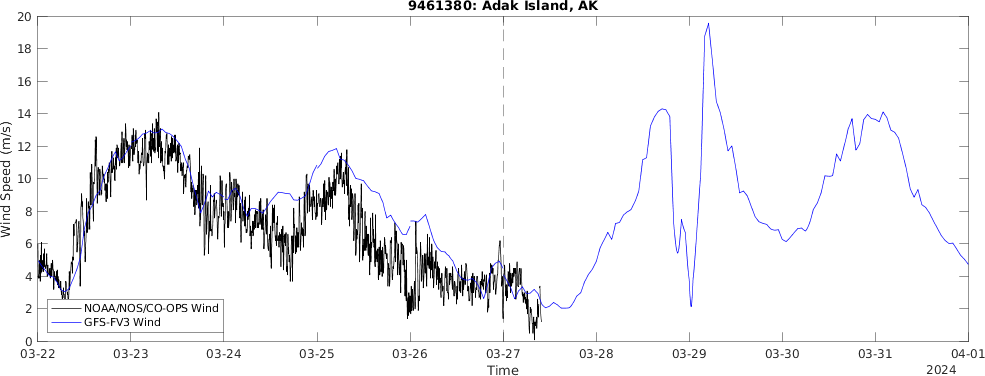 9461380: Adak Island, AK
Wind Speed (m/s)
20
18
16
14
12
10
8
6
4
2
0
NOAA/NOS/CO-OPS Wind
GFS-FV3 Wind
03-22 03-23 03-24 03-25 03-26 03-27 03-28 03-29 03-30 03-31 04-01
Time
2024